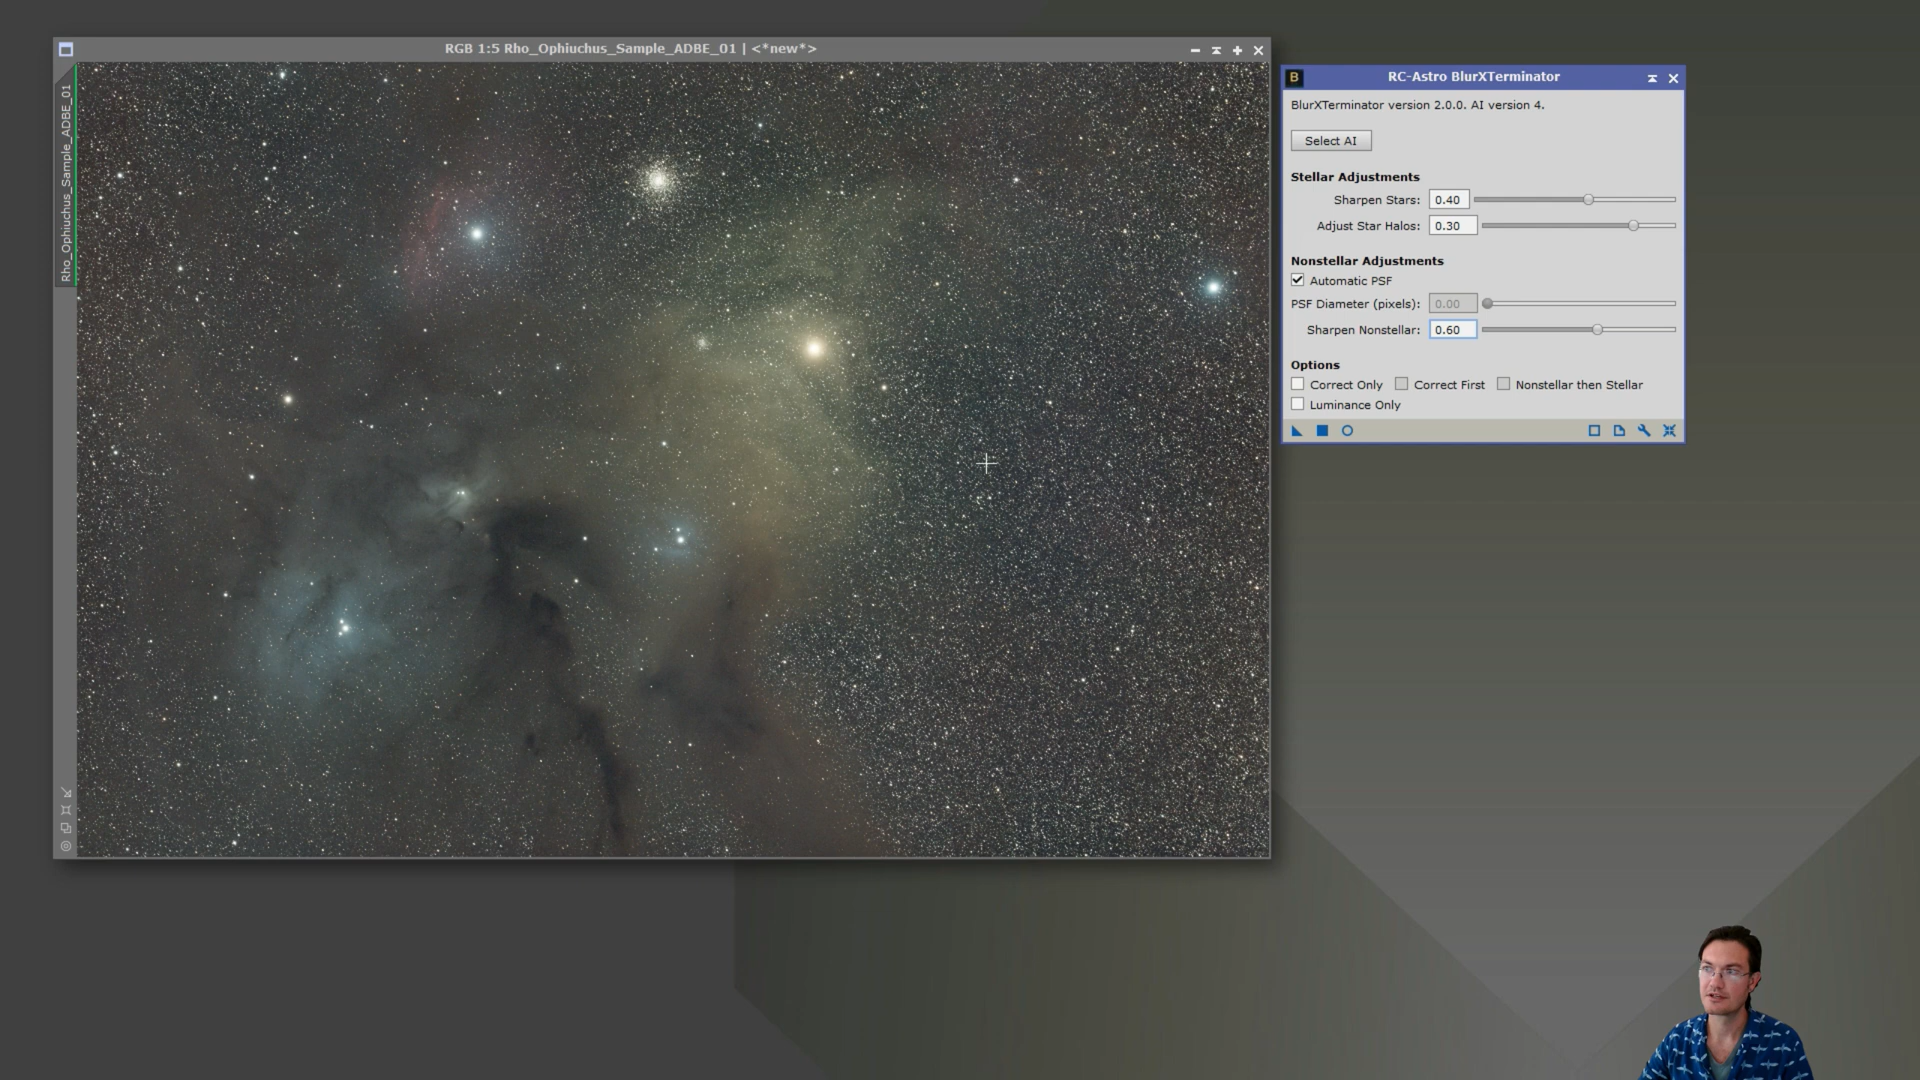 RGB 1:5 Rho_Ophiuchus_Sample_ADBE_01 | <*new*>
Rho_Ophiuchus_Sample_ADBE_01
B
RC-Astro BlurXTerminator
BlurXTerminator version 2.0.0. AI version 4.
Select AI
Stellar Adjustments
Sharpen Stars: 0.40
Adjust Star Halos: 0.30
Nonstellar Adjustments
Automatic PSF
PSF Diameter (pixels): 0.00
Sharpen Nonstellar: 0.60
Options
Correct Only Correct First Nonstellar then Stellar
Luminance Only